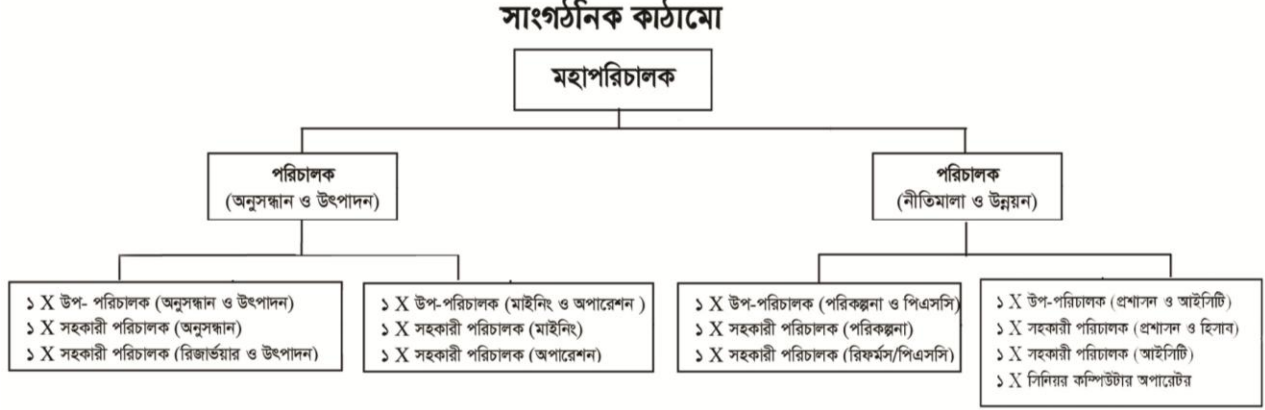 সাংগঠনিক কাঠামো
মহাপরিচালক
পরিচালক
(অনুসন্ধান ও উৎপাদন)
পরিচালক
(নীতিমালা ও উন্নয়ন)
১ X উপ- পরিচালক (অনুসন্ধান ও উৎপাদন)
১ X সহকারী পরিচালক (অনুসন্ধান)
১ X সহকারী পরিচালক (রিজার্ভয়ার ও উৎপাদন)
১ X উপ-পরিচালক (মাইনিং ও অপারেশন )
১ X সহকারী পরিচালক (মাইনিং)
১ X সহকারী পরিচালক (অপারেশন)
১ X উপ-পরিচালক (পরিকল্পনা ও পিএসসি)
১ X সহকারী পরিচালক (পরিকল্পনা)
১ X সহকারী পরিচালক (রিফর্মস/পিএসসি)
১ X উপ-পরিচালক (প্রশাসন ও আইসিটি)
১ X সহকারী পরিচালক (প্রশাসন ও হিসাব)
১ X সহকারী পরিচালক (আইসিটি)
১ X সিনিয়র কম্পিউটার অপারেটর